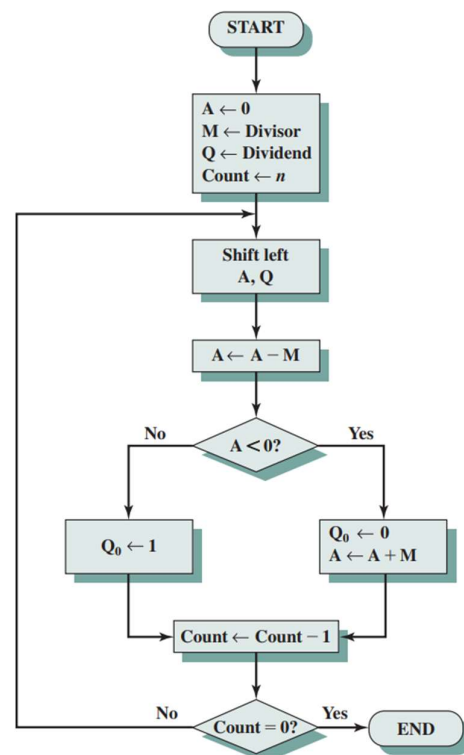 START
A ← 0
M ← Divisor
Q ← Dividend
Count ← n
Shift left
A, Q
A ← A − M
No
A < 0?
Yes
Q₀ ← 1
Q₀ ← 0
A ← A + M
Count ← Count − 1
No
Count = 0?
Yes
END